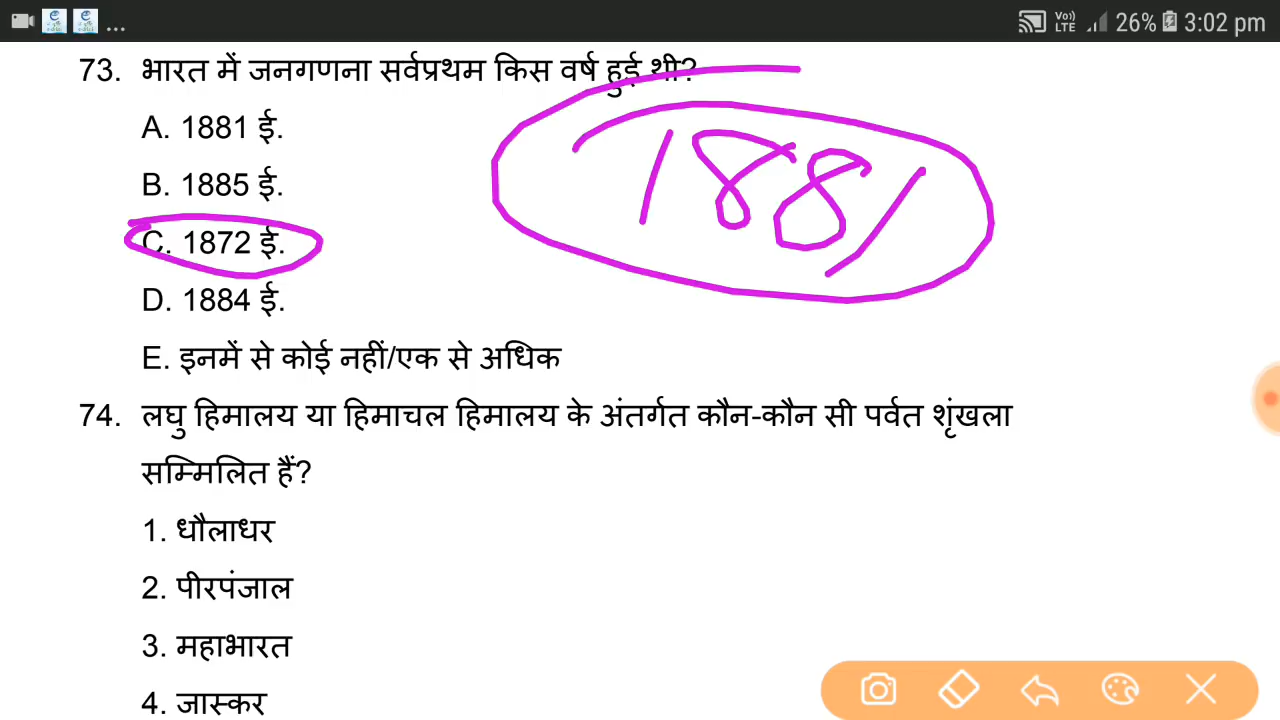 ... Vo) LTE 26% 3:02 pm
73. भारत में जनगणना सर्वप्रथम किस वर्ष हुई थी?
A. 1881 ई.
1881
B. 1885 ई.
C. 1872 ई.
D. 1884 ई.
E. इनमें से कोई नहीं/एक से अधिक
74. लघु हिमालय या हिमाचल हिमालय के अंतर्गत कौन-कौन सी पर्वत शृंखला
सम्मिलित हैं?
1. धौलाधर
2. पीरपंजाल
3. महाभारत
4. जास्कर